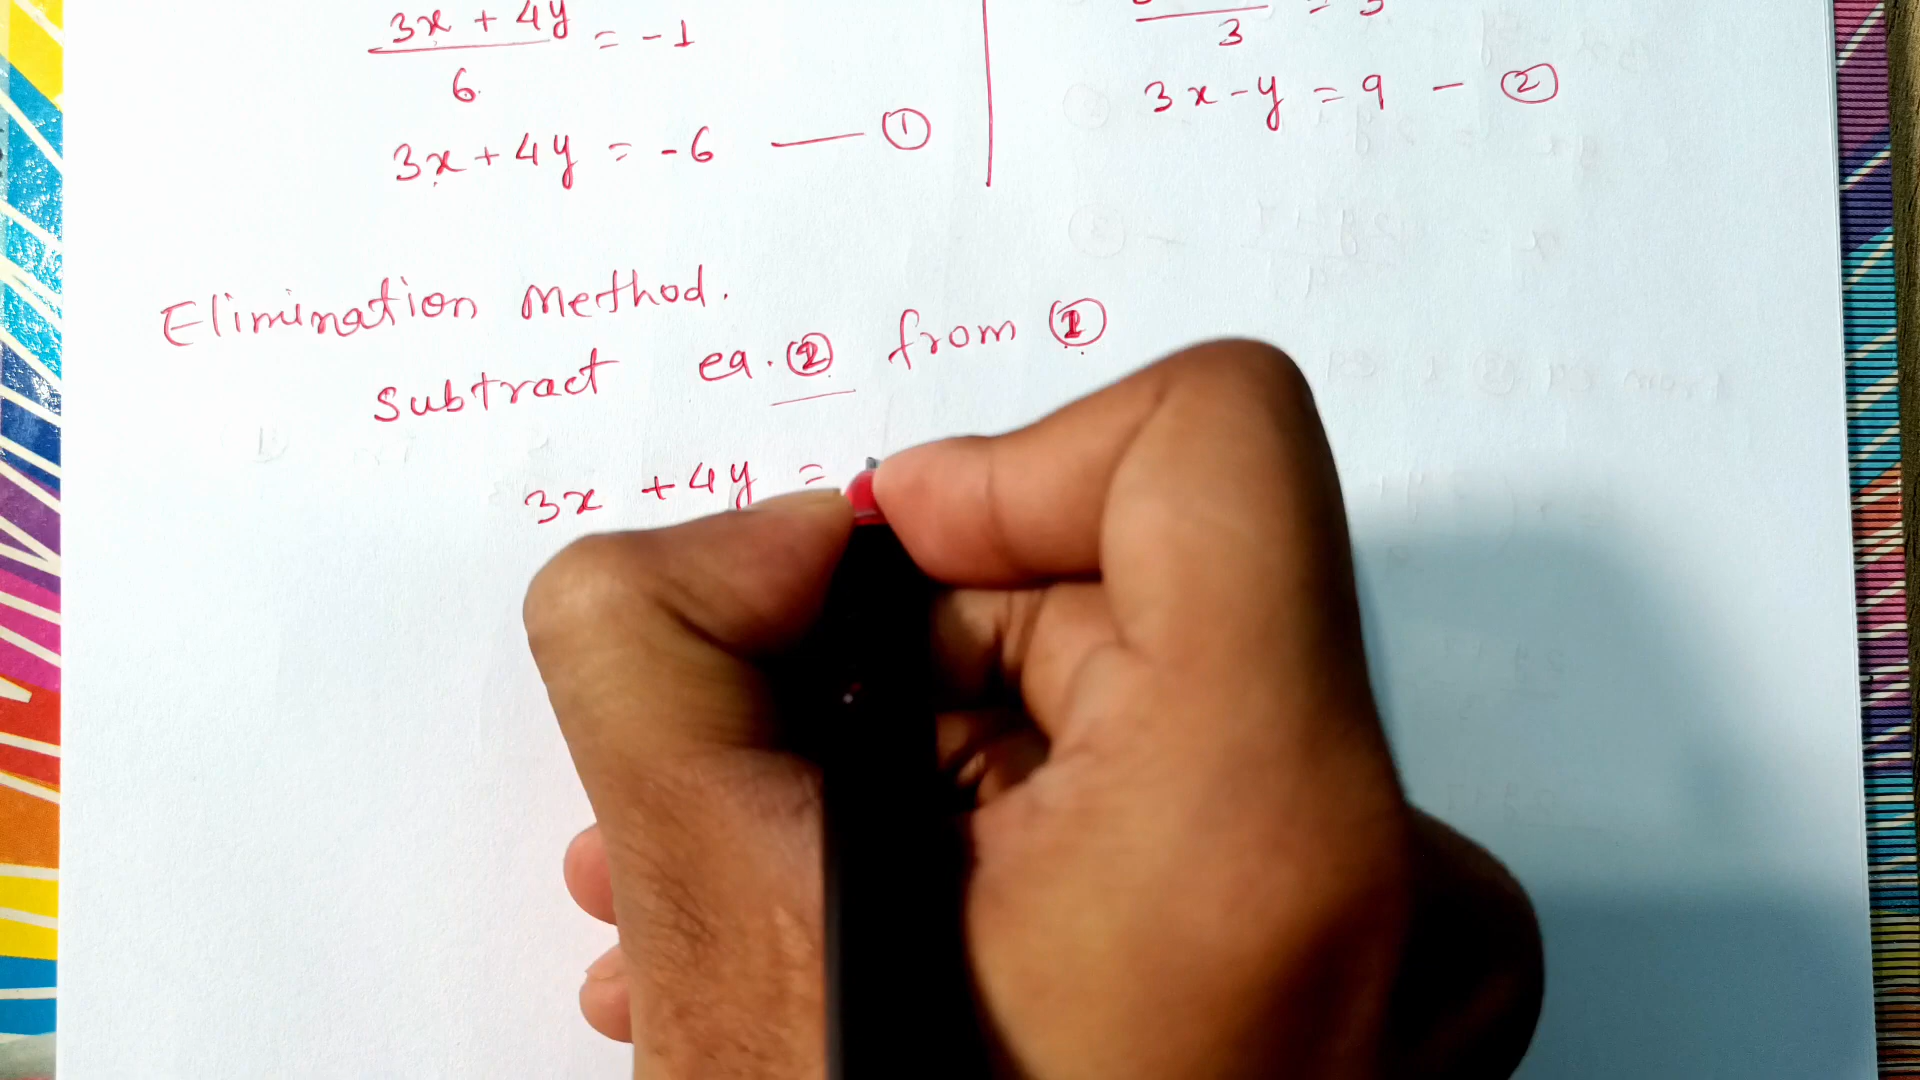 3x + 4y
6 = -1
3x + 4y = -6 — ①
3
3x - y = 9 - ②
Elimination Method.
Subtract eq. ② from ①
3x + 4y =